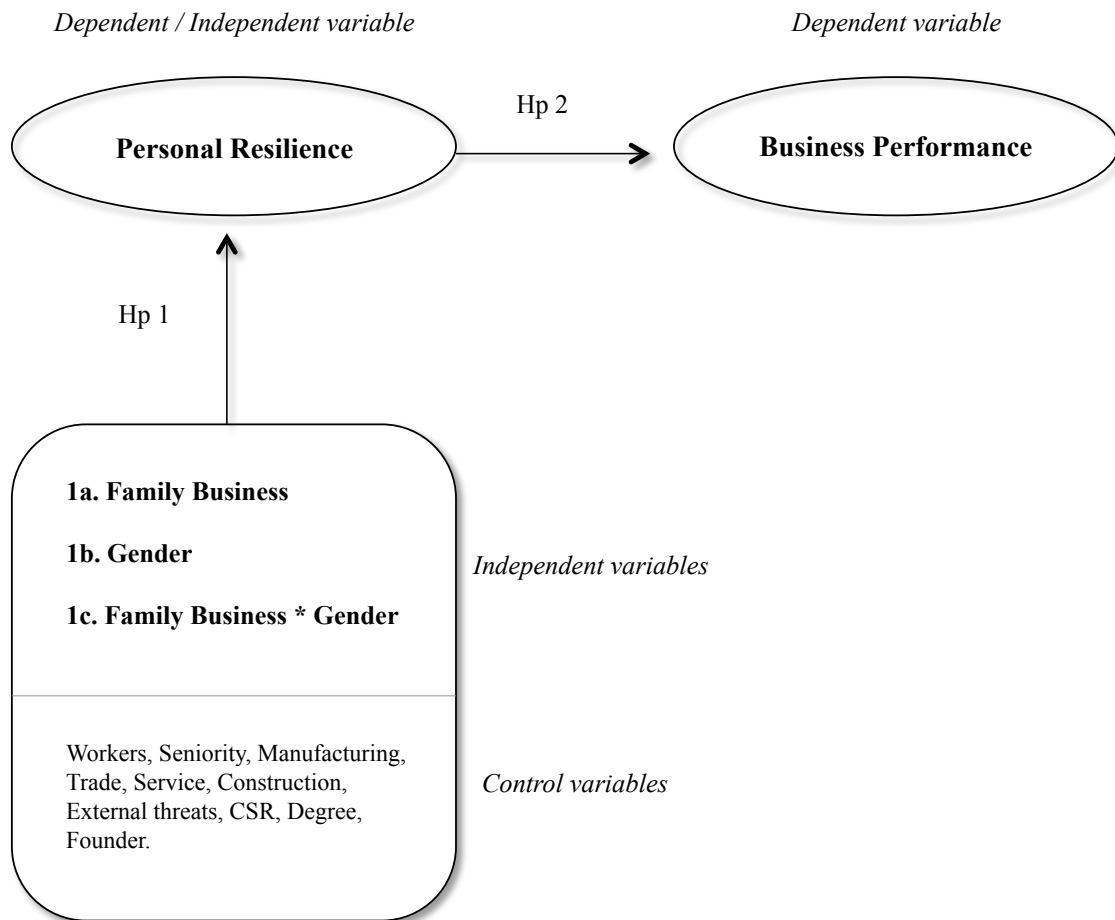 Dependent / Independent variable
Dependent variable
Personal Resilience
Hp 2
Business Performance
Hp 1
1a. Family Business
1b. Gender
1c. Family Business * Gender
Independent variables
Workers, Seniority, Manufacturing,
Trade, Service, Construction,
External threats, CSR, Degree,
Founder.
Control variables